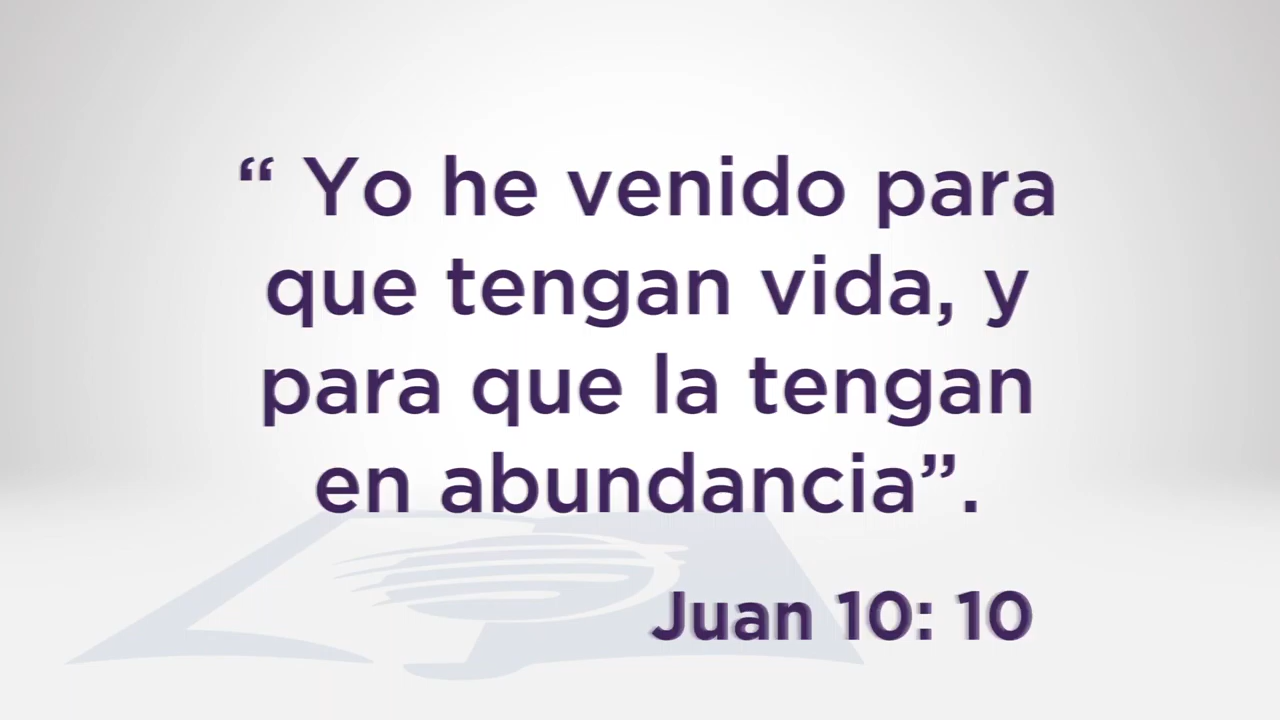 “ Yo he venido para
que tengan vida, y
para que la tengan
en abundancia”.
Juan 10: 10